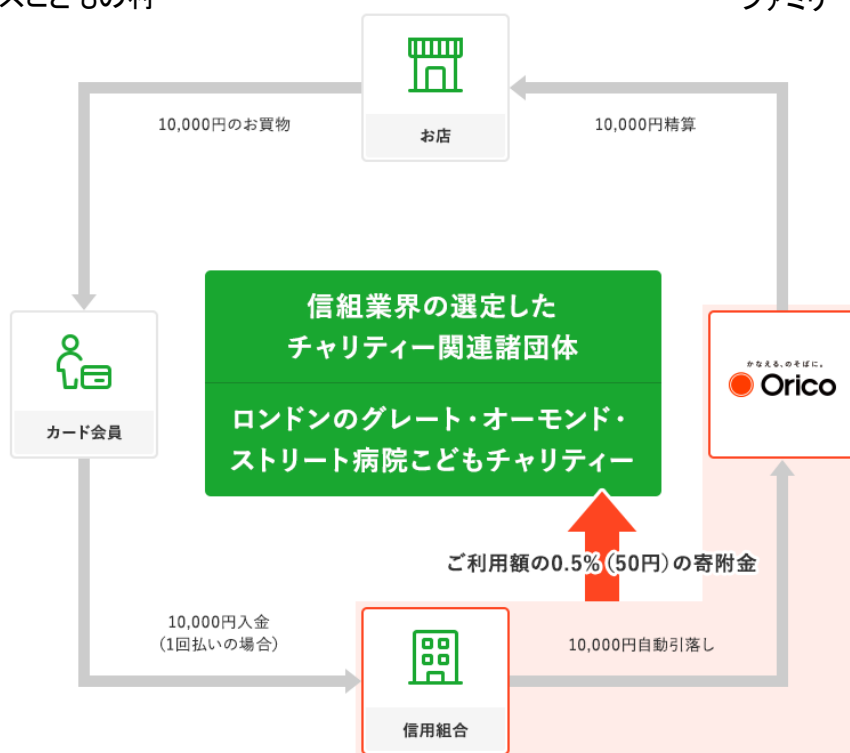 ファミリ
10,000円のお買物
お店
10,000円精算
信組業界の選定した
チャリティー関連諸団体
ロンドンのグレート・オーモンド・
ストリート病院こどもチャリティー
かなえる、のそばに。
Orico
カード会員
ご利用額の0.5%(50円)の寄附金
10,000円入金
(1回払いの場合)
10,000円自動引落し
信用組合